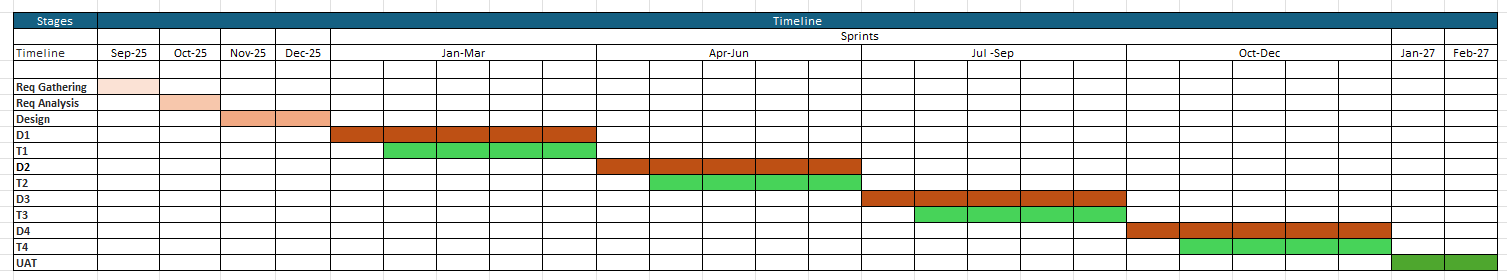 Stages Timeline
Sprints
Timeline Sep-25 Oct-25 Nov-25 Dec-25 Jan-Mar Apr-Jun Jul -Sep Oct-Dec Jan-27 Feb-27
Req Gathering
Req Analysis
Design
D1
T1
D2
T2
D3
T3
D4
T4
UAT